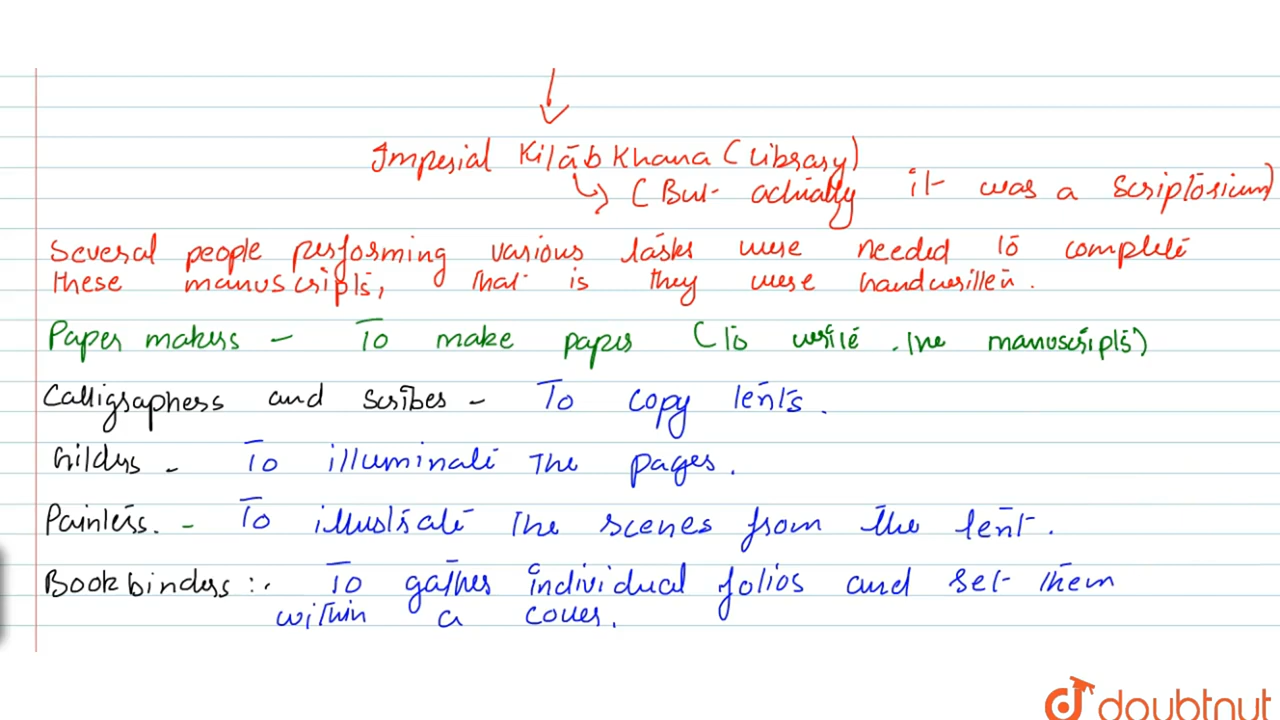 Imperial Kitāb Khana (Library)
(But actually it was a scriptorium)
Several people performing various tasks were needed to complete
these manuscripts, that is they were handwritten.
Paper makers - To make paper (To write the manuscripts)
Calligraphers and scribes - To copy texts.
Gilders - To illuminate the pages.
Painters. - To illustrate the scenes from the text.
Bookbinders :- To gather individual folios and set them
within a cover.
doubtnut